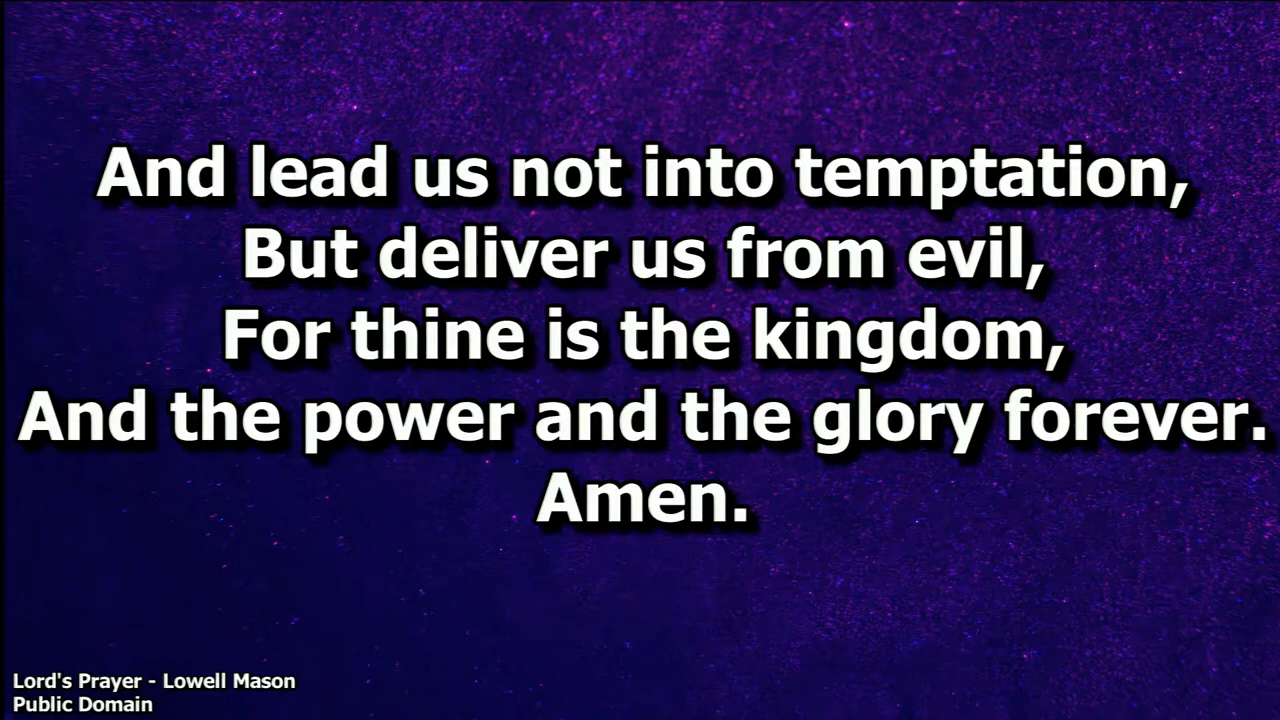 And lead us not into temptation,
But deliver us from evil,
For thine is the kingdom,
And the power and the glory forever.
Amen.
Lord's Prayer - Lowell Mason
Public Domain